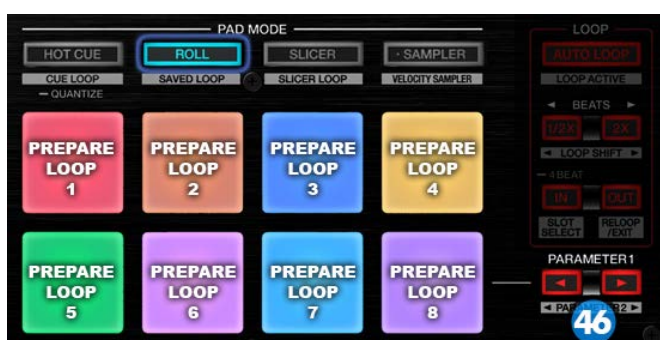 PAD MODE
LOOP
HOT CUE ROLL SLICER · SAMPLER AUTO LOOP
CUE LOOP SAVED LOOP SLICER LOOP VELOCITY SAMPLER LOOP ACTIVE
– QUANTIZE
◄ BEATS ►
1/2X 2X
◄ LOOP SHIFT ►
– 4 BEAT
IN OUT
SLOT SELECT RELOOP /EXIT
PREPARE LOOP 1
PREPARE LOOP 2
PREPARE LOOP 3
PREPARE LOOP 4
PREPARE LOOP 5
PREPARE LOOP 6
PREPARE LOOP 7
PREPARE LOOP 8
PARAMETER 1
◄ ►
46